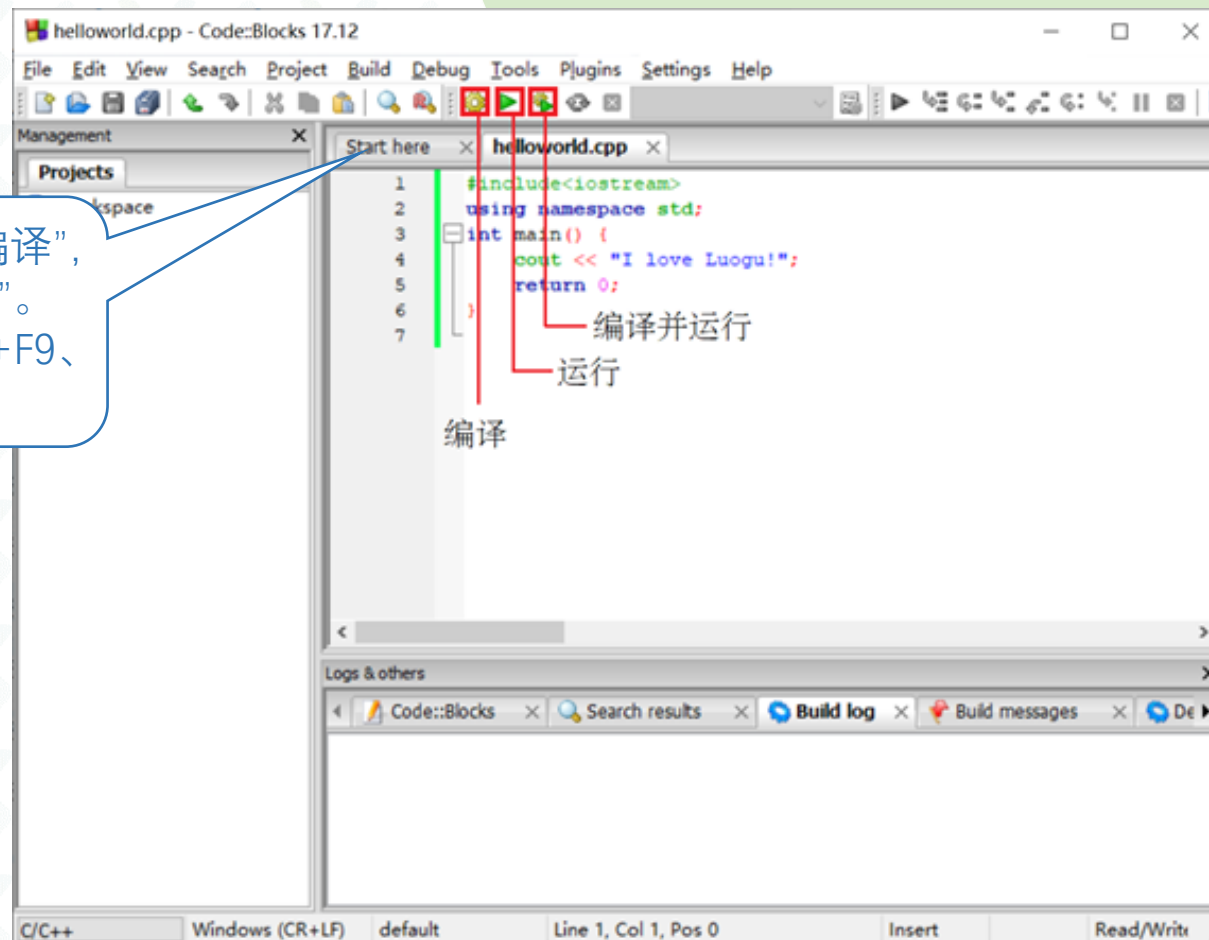 helloworld.cpp - Code::Blocks 17.12
File Edit View Search Project Build Debug Tools Plugins Settings Help
Management
Start here
helloworld.cpp
Projects
编译”,
”。
+F9、
1 #include<iostream>
2 using namespace std;
3 int main() {
4 cout << "I love Luogu!";
5 return 0;
6 }
7
编译并运行
运行
编译
Logs & others
Code::Blocks
Search results
Build log
Build messages
C/C++
Windows (CR+LF)
default
Line 1, Col 1, Pos 0
Insert
Read/Write